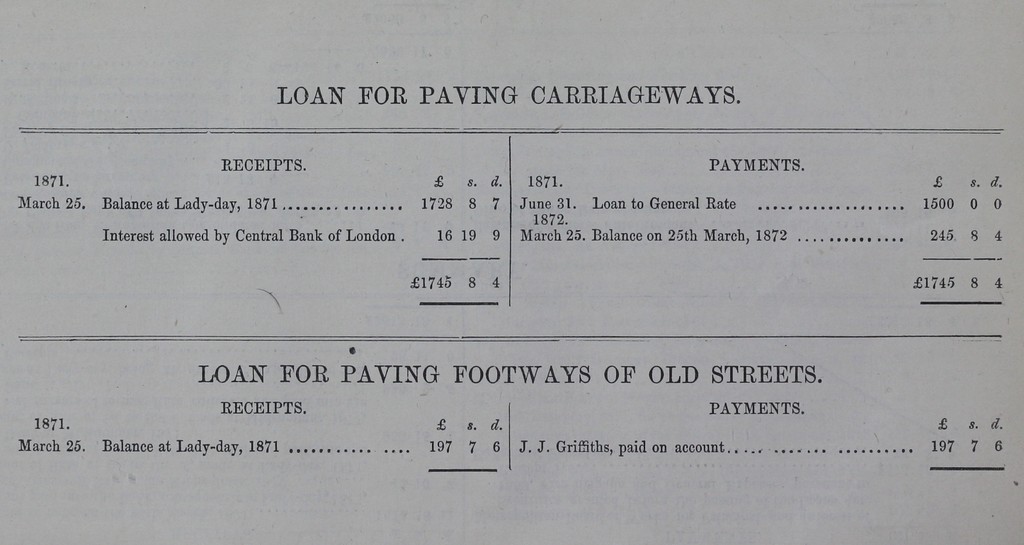 LOAN FOR PAVING CARRIAGEWAYS.
RECEIPTS.
1871. £ s. d.
March 25. Balance at Lady-day, 1871 ................ 1728 8 7
Interest allowed by Central Bank of London . 16 19 9
£1745 8 4
PAYMENTS.
1871. £ s. d.
June 31. Loan to General Rate ................... 1500 0 0
1872.
March 25. Balance on 25th March, 1872 .............. 245 8 4
£1745 8 4
LOAN FOR PAVING FOOTWAYS OF OLD STREETS.
RECEIPTS.
1871. £ s. d.
March 25. Balance at Lady-day, 1871 ............... 197 7 6
PAYMENTS.
£ s. d.
J. J. Griffiths, paid on account........................ 197 7 6